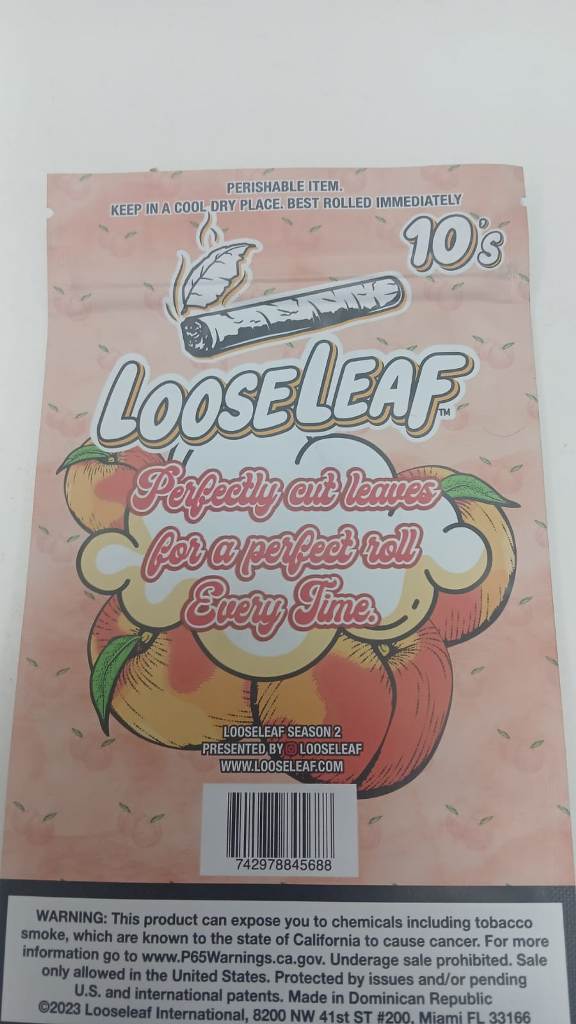 PERISHABLE ITEM.
KEEP IN A COOL DRY PLACE. BEST ROLLED IMMEDIATELY
10's
LOOSELEAF™
Perfectly cut leaves
for a perfect roll
Every Time.
LOOSELEAF SEASON 2
PRESENTED BY LOOSELEAF
WWW.LOOSELEAF.COM
742978845688
WARNING: This product can expose you to chemicals including tobacco
smoke, which are known to the state of California to cause cancer. For more
information go to www.P65Warnings.ca.gov. Underage sale prohibited. Sale
only allowed in the United States. Protected by issues and/or pending
U.S. and international patents. Made in Dominican Republic
©2023 Looseleaf International, 8200 NW 41st ST #200, Miami FL 33166